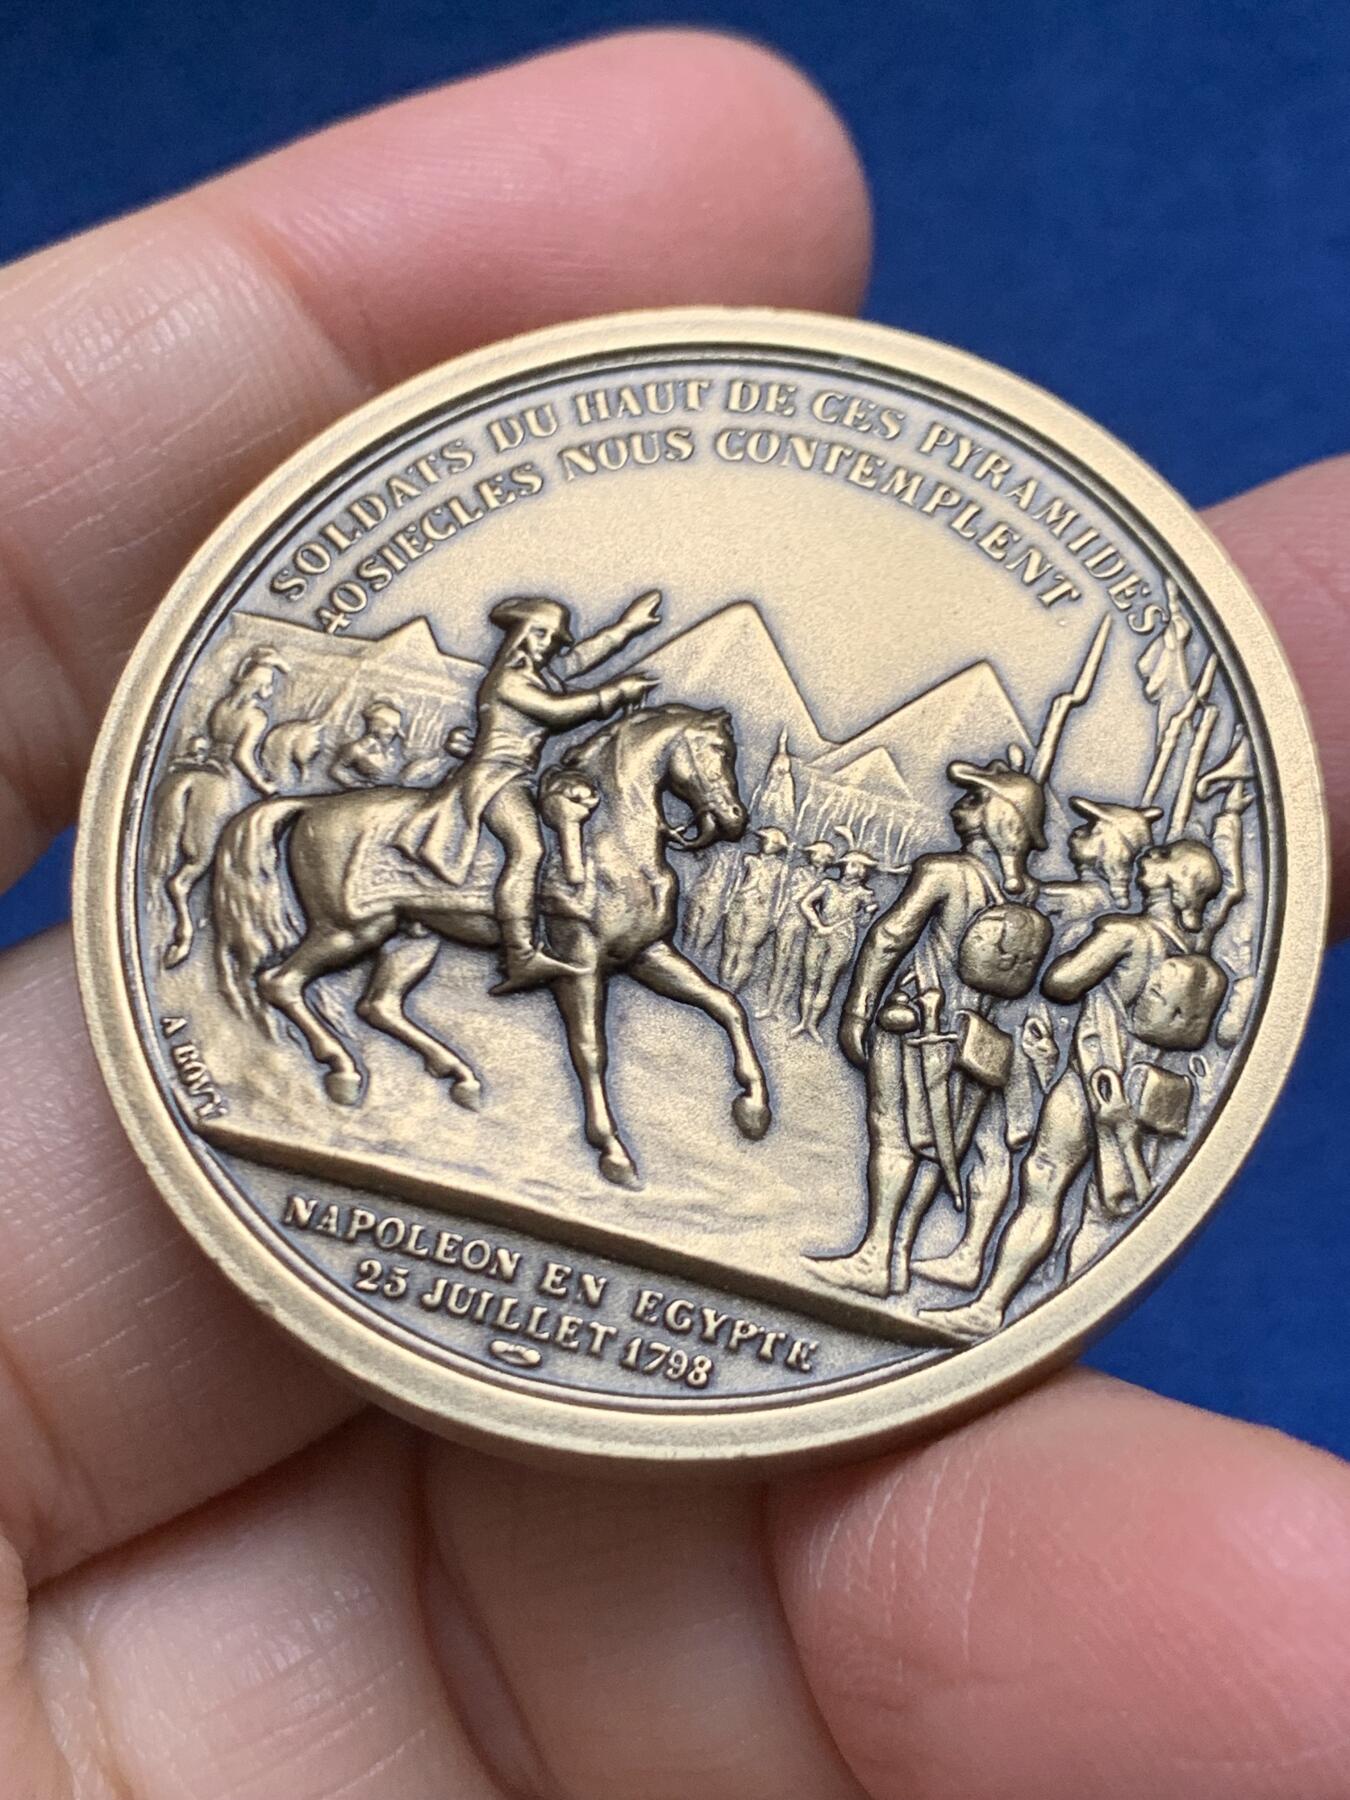 SOLDATS DU HAUT DE CES PYRAMIDES
40 SIECLES NOUS CONTEMPLENT
A BOVY
NAPOLEON EN EGYPTE
25 JUILLET 1798